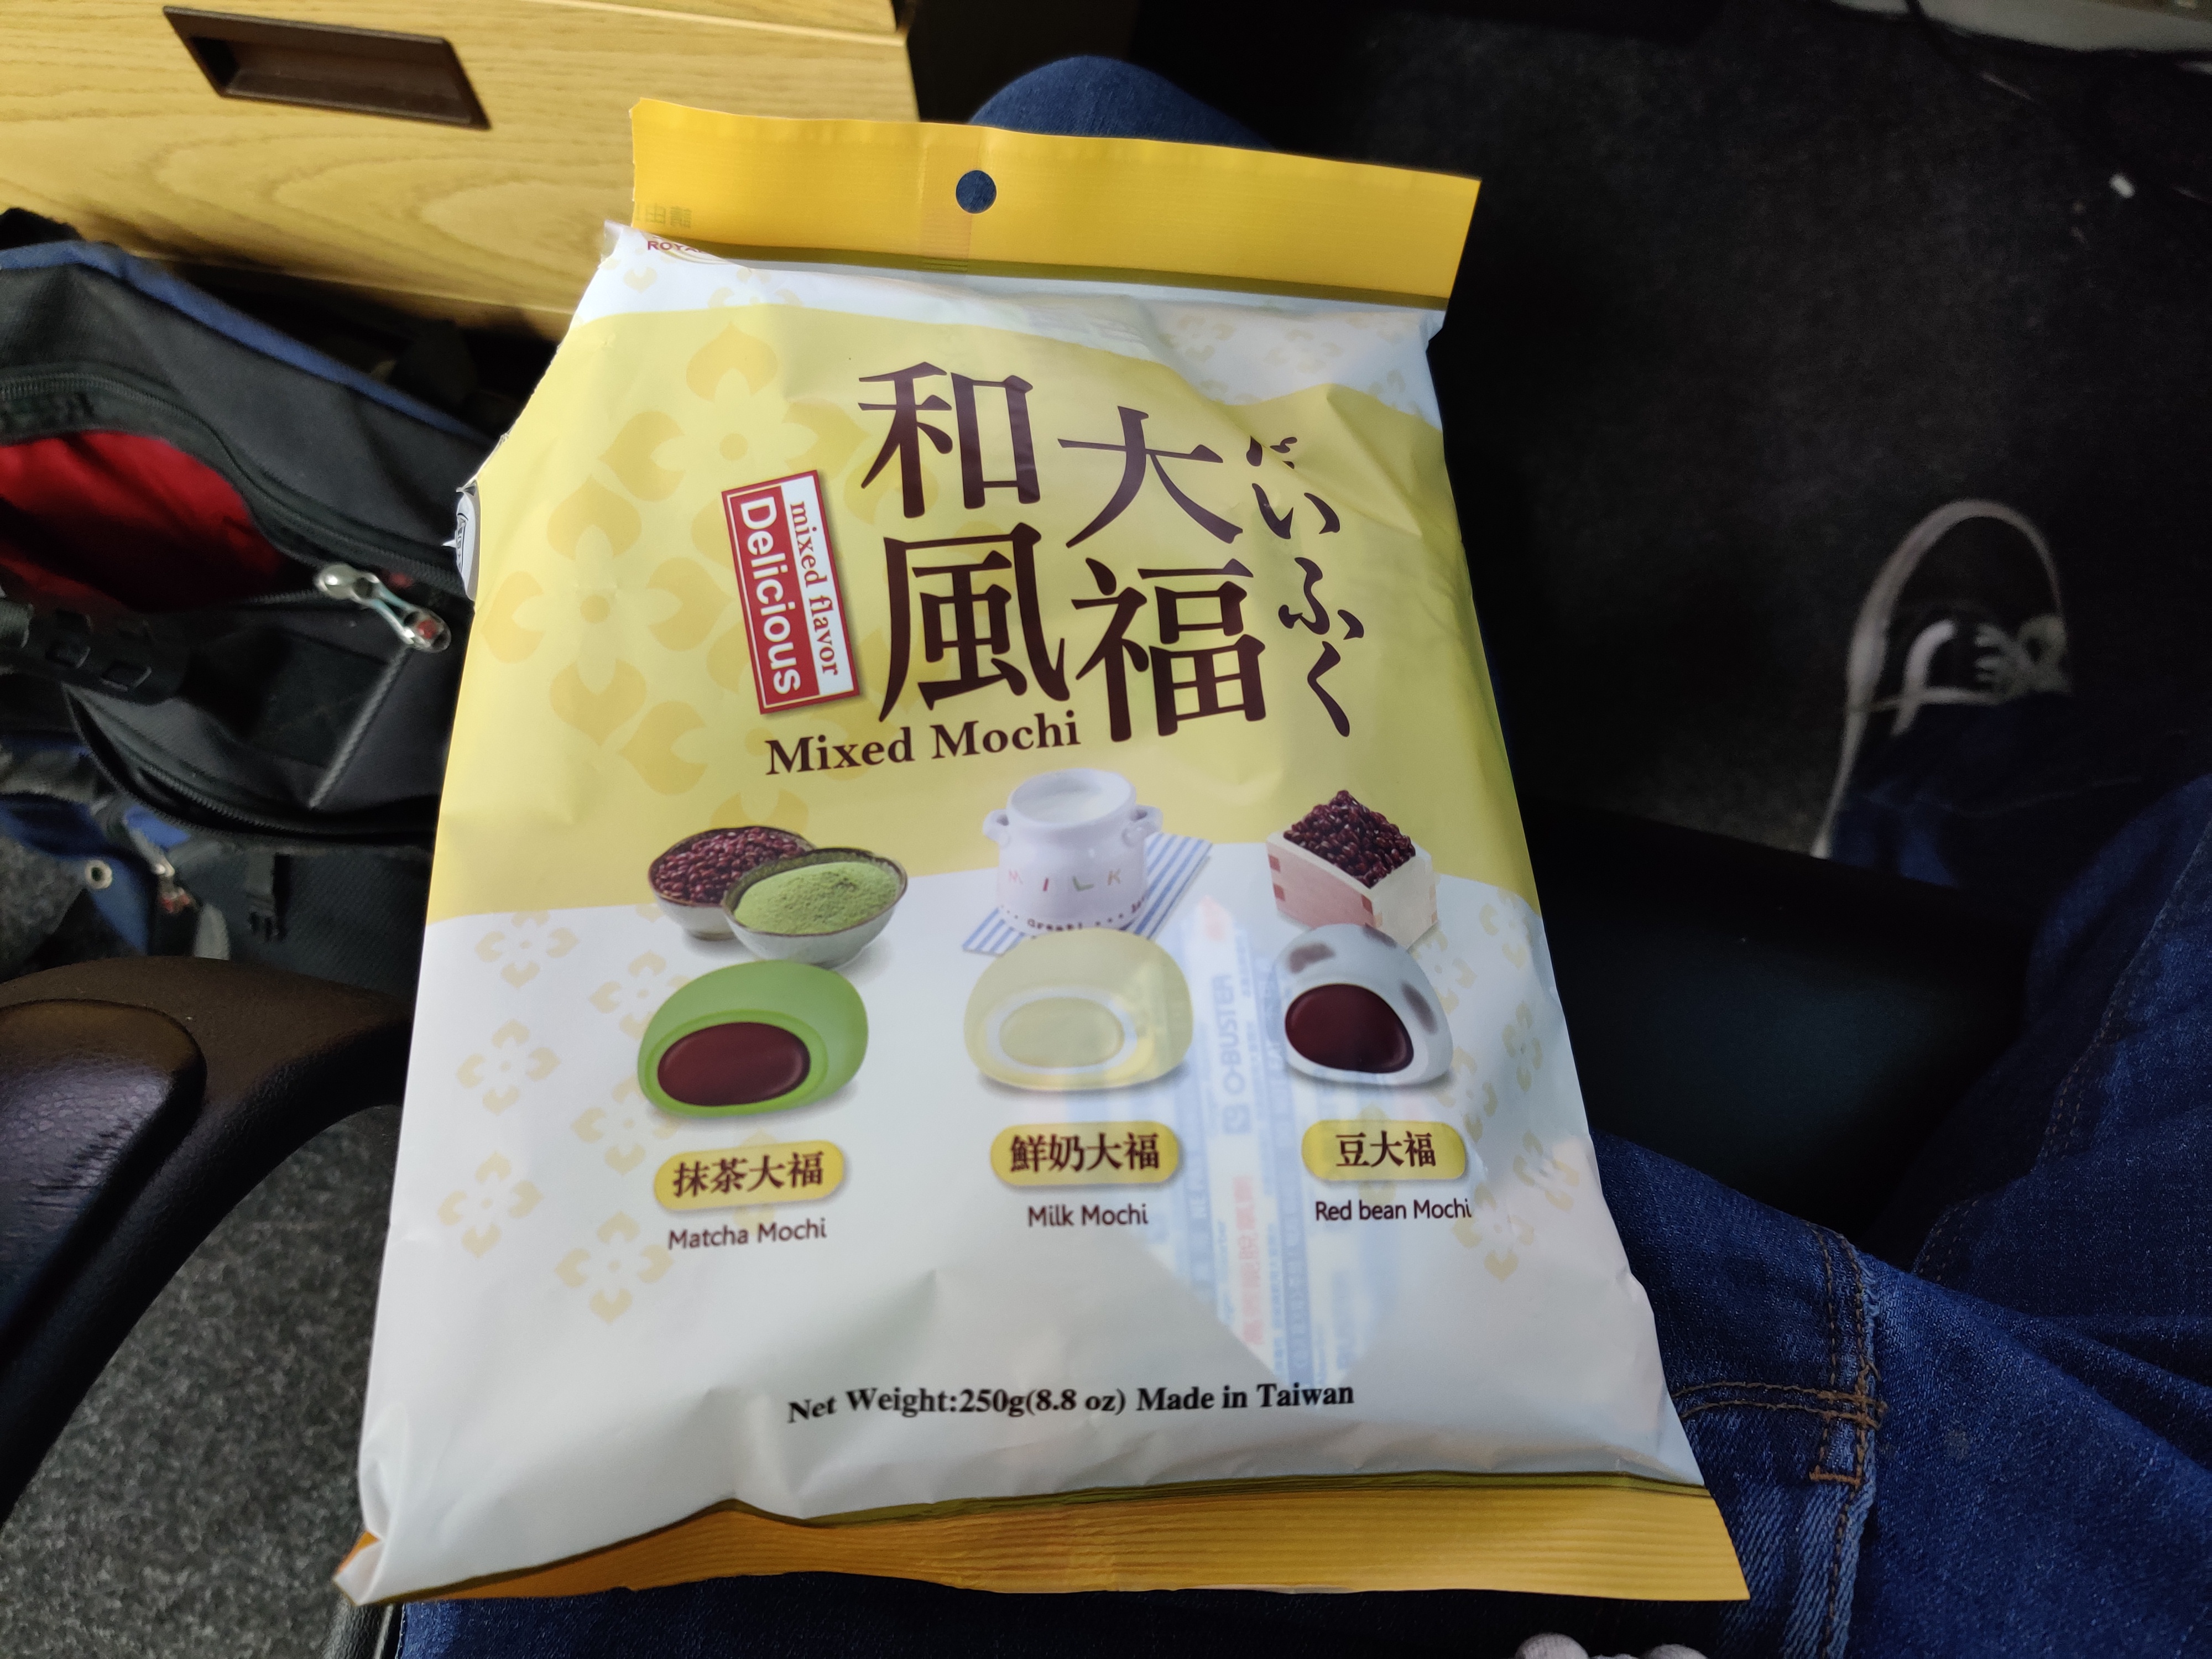 ROYA
和風
大福
だいふく
mixed flavor
Delicious
Mixed Mochi
MILK
O-BUSTER
抹茶大福
Matcha Mochi
鮮奶大福
Milk Mochi
豆大福
Red bean Mochi
Net Weight:250g(8.8 oz) Made in Taiwan